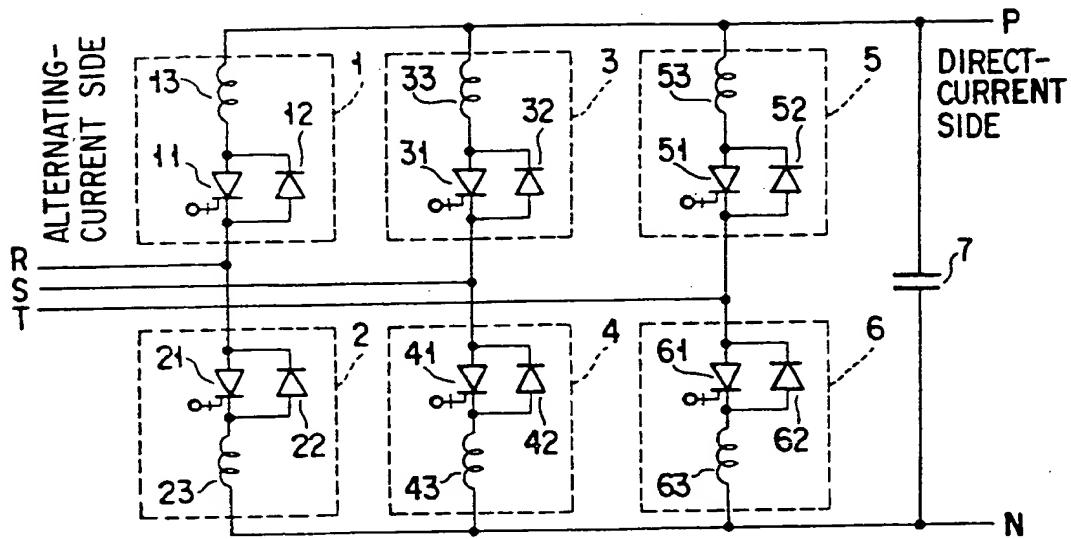 ALTERNATING-
CURRENT SIDE
P
DIRECT-
CURRENT
SIDE
13
1
33
3
53
5
12
32
52
11
31
51
R
S
T
7
21
2
41
4
61
6
22
42
62
23
43
63
N